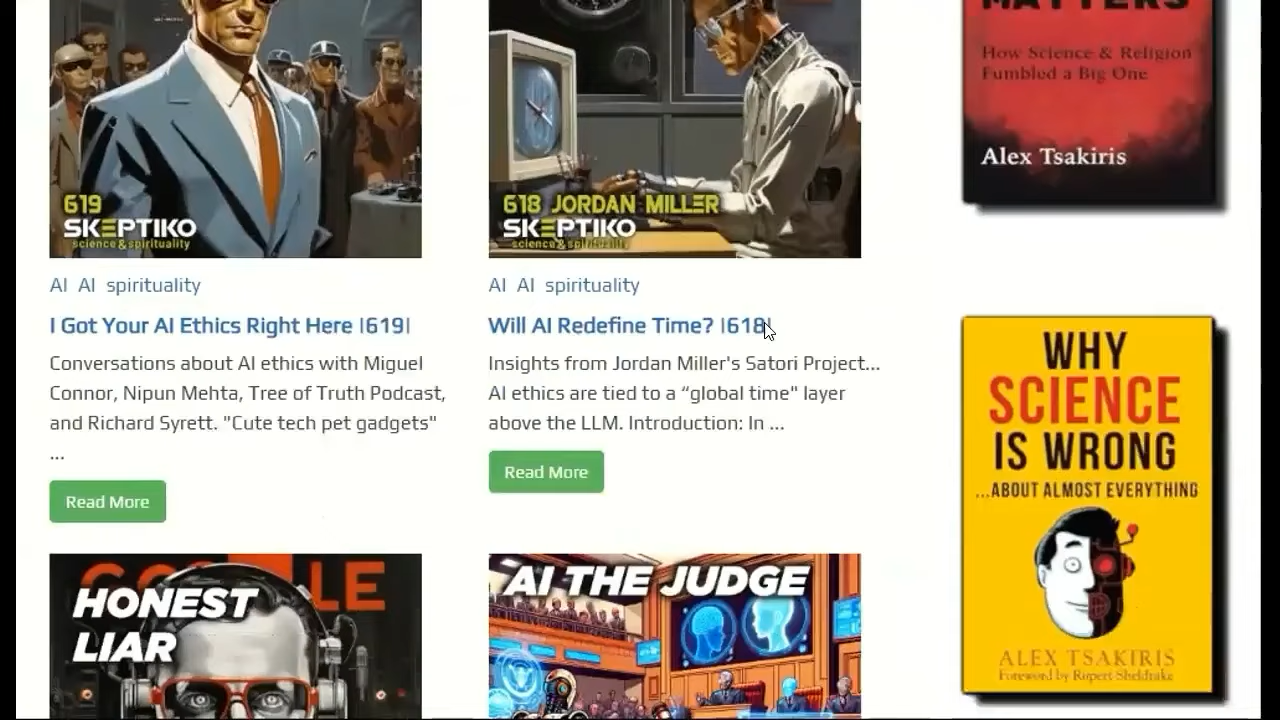 619
SKEPTIKO
science & spirituality
AI AI spirituality
I Got Your AI Ethics Right Here |619|
Conversations about AI ethics with Miguel
Connor, Nipun Mehta, Tree of Truth Podcast,
and Richard Syrett. "Cute tech pet gadgets"
...
Read More
HONEST
LIAR
618 JORDAN MILLER
SKEPTIKO
science & spirituality
AI AI spirituality
Will AI Redefine Time? |618|
Insights from Jordan Miller's Satori Project...
AI ethics are tied to a “global time" layer
above the LLM. Introduction: In ...
Read More
AI THE JUDGE
MATTERS
How Science & Religion
Fumbled a Big One
Alex Tsakiris
WHY
SCIENCE
IS WRONG
...ABOUT ALMOST EVERYTHING
ALEX TSAKIRIS
Foreword by Rupert Sheldrake